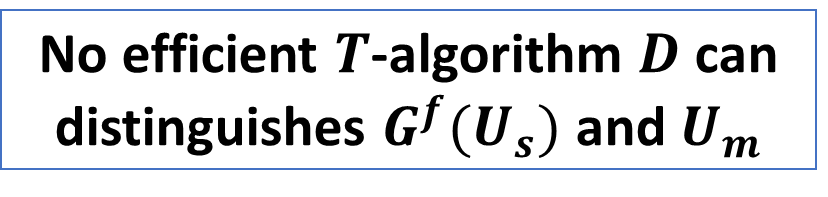 No efficient T-algorithm D can
distinguishes G^f(U_s) and U_m